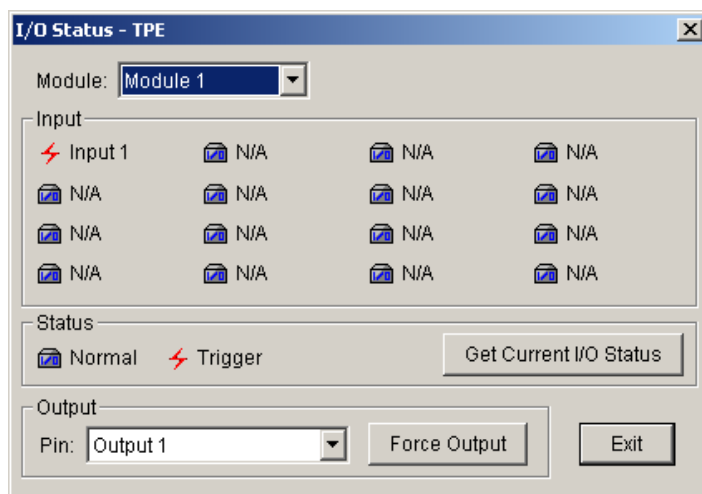 I/O Status - TPE
Module: Module 1
Input
Input 1 N/A N/A N/A
N/A N/A N/A N/A
N/A N/A N/A N/A
N/A N/A N/A N/A
Status
Normal Trigger Get Current I/O Status
Output
Pin: Output 1 Force Output Exit